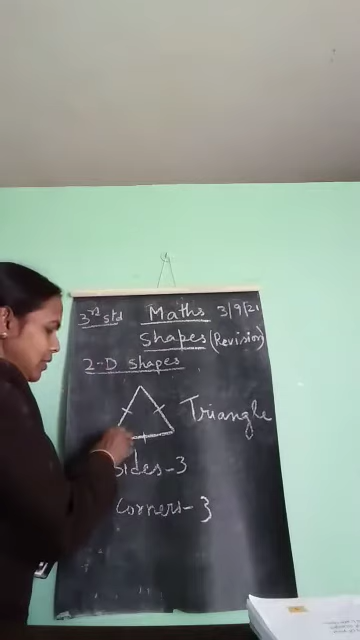 3rd std Maths 3/9/21
Shapes (Revision)
2-D shapes
Triangle
Sides-3
Corners-3